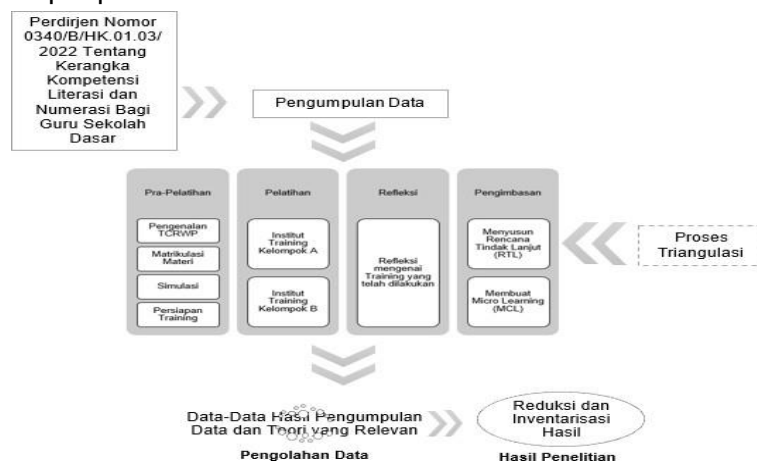 Perdirjen Nomor
0340/B/HK.01.03/
2022 Tentang
Kerangka
Kompetensi
Literasi dan
Numerasi Bagi
Guru Sekolah
Dasar
Pengumpulan Data
Pra-Pelatihan
Pengenalan
TCRWP
Matrikulasi
Materi
Simulasi
Persiapan
Training
Pelatihan
Institut
Training
Kelompok A
Institut
Training
Kelompok B
Refleksi
Refleksi
mengenai
Training yang
telah dilakukan
Pengimbasan
Menyusun
Rencana
Tindak Lanjut
(RTL)
Membuat
Micro Learning
(MCL)
Proses
Triangulasi
Data-Data Hasil Pengumpulan
Data dan Teori yang Relevan
Pengolahan Data
Reduksi dan
Inventarisasi
Hasil
Hasil Penelitian